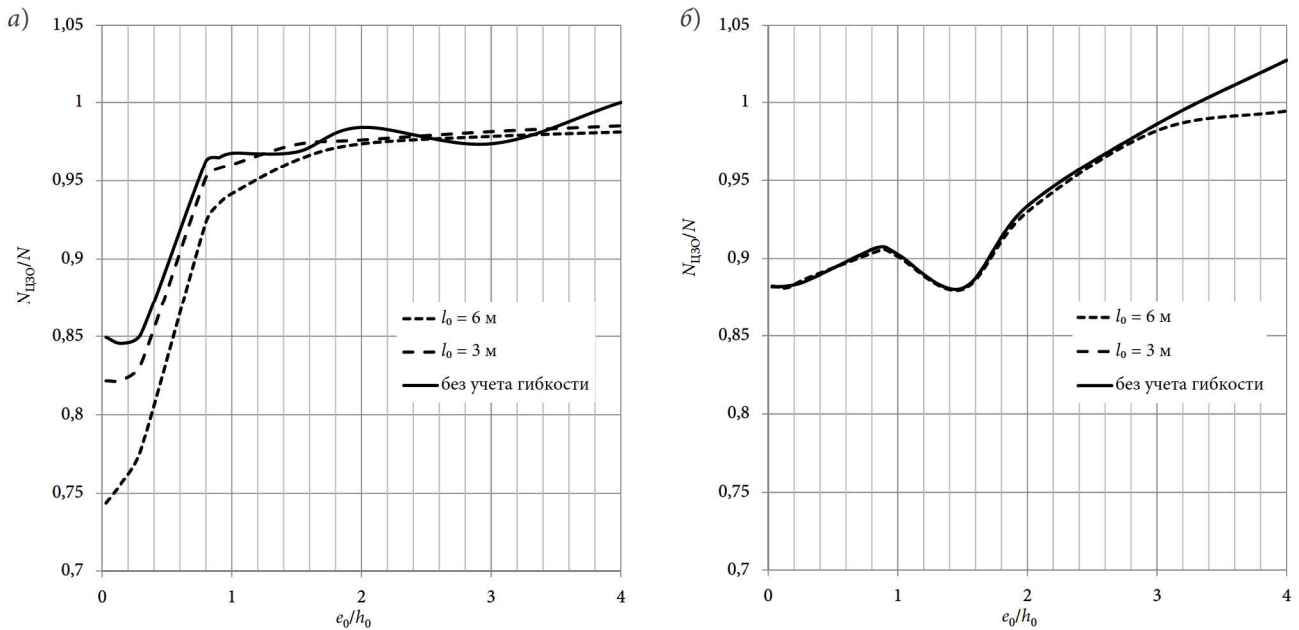 а)
1,05
1
0,95
0,9
0,85
0,8
0,75
0,7
NЦЗО/N
l0 = 6 м
l0 = 3 м
без учета гибкости
0 1 2 3 4
e0/h0
б)
1,05
1
0,95
0,9
0,85
0,8
0,75
0,7
NЦЗО/N
l0 = 6 м
l0 = 3 м
без учета гибкости
0 1 2 3 4
e0/h0